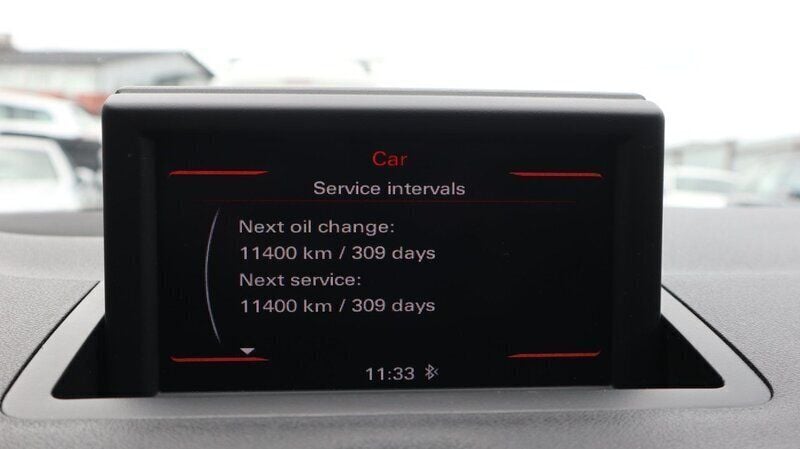 Car
Service intervals
Next oil change:
11400 km / 309 days
Next service:
11400 km / 309 days
11:33